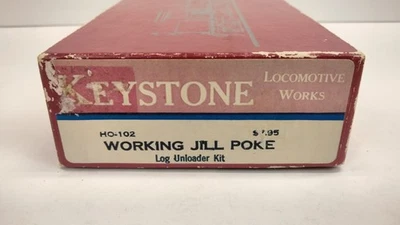 KEYSTONE
LOCOMOTIVE
WORKS
HO-102
WORKING JILL POKE
Log Unloader Kit